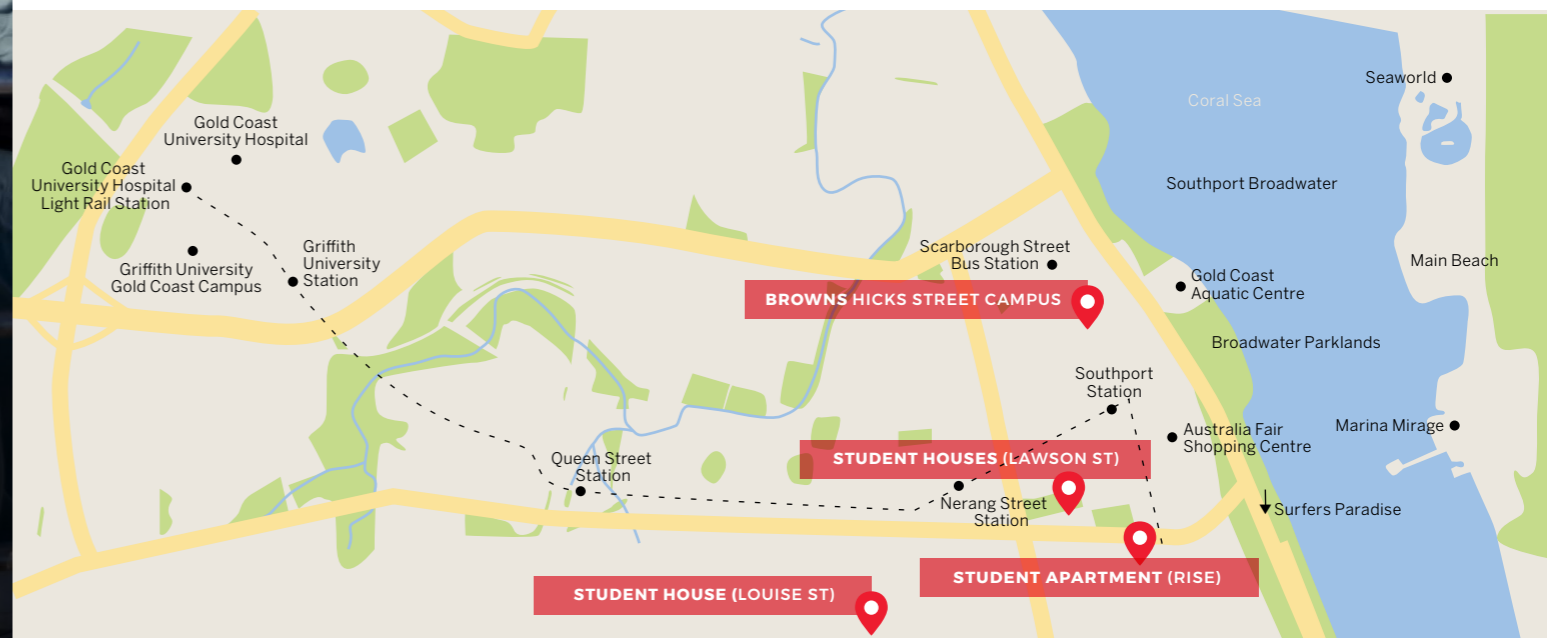 Seaworld
Coral Sea
Gold Coast
University Hospital
Gold Coast
University Hospital
Light Rail Station
Southport Broadwater
Griffith
University
Station
Scarborough Street
Bus Station
Main Beach
Griffith University
Gold Coast Campus
Gold Coast
Aquatic Centre
BROWNS HICKS STREET CAMPUS
Broadwater Parklands
Southport
Station
Marina Mirage
Australia Fair
Shopping Centre
STUDENT HOUSES (LAWSON ST)
Queen Street
Station
Nerang Street
Station
Surfers Paradise
STUDENT APARTMENT (RISE)
STUDENT HOUSE (LOUISE ST)